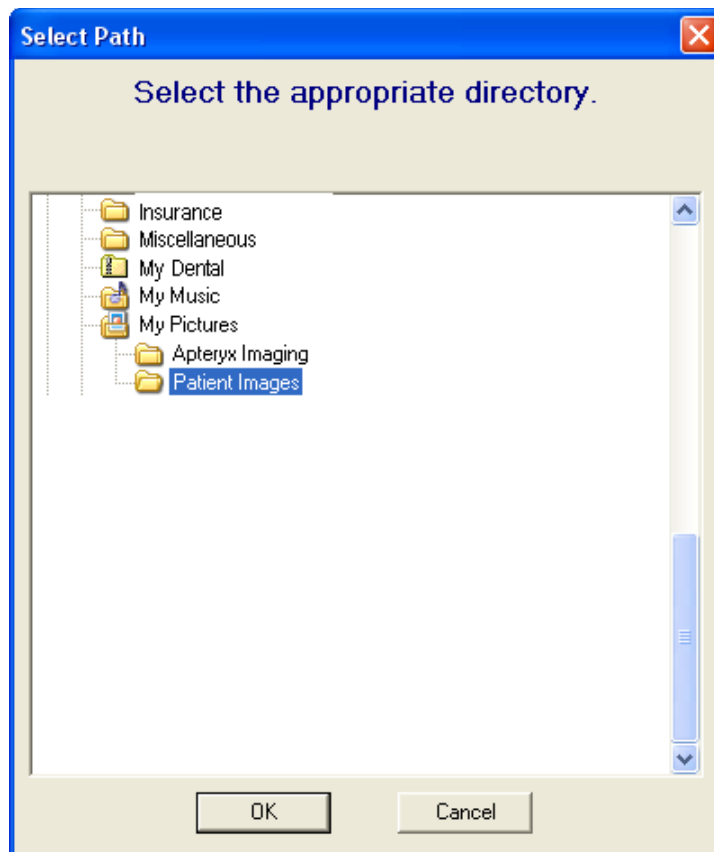 Select Path
Select the appropriate directory.
Insurance
Miscellaneous
My Dental
My Music
My Pictures
Apteryx Imaging
Patient Images
OK
Cancel